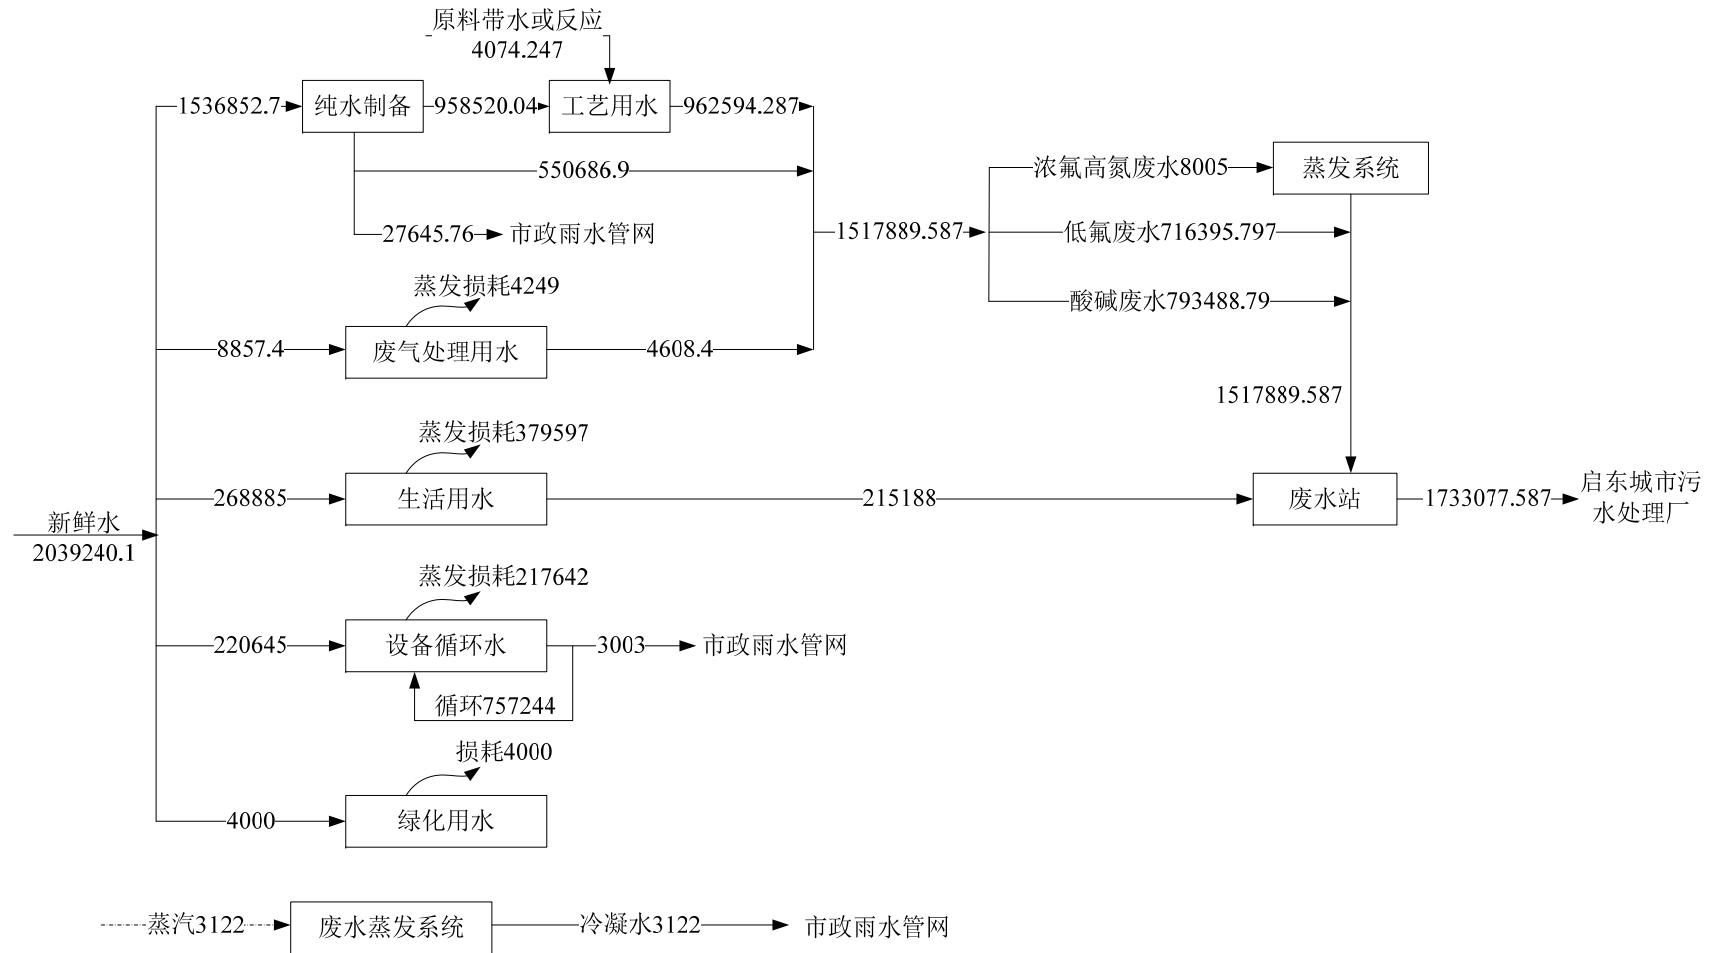 原料带水或反应
4074.247
1536852.7
纯水制备
958520.04
工艺用水
962594.287
550686.9
27645.76
市政雨水管网
1517889.587
浓氟高氮废水8005
蒸发系统
低氟废水716395.797
酸碱废水793488.79
蒸发损耗4249
8857.4
废气处理用水
4608.4
1517889.587
蒸发损耗379597
268885
生活用水
215188
废水站
1733077.587
启东城市污
水处理厂
新鲜水
2039240.1
蒸发损耗217642
220645
设备循环水
3003
市政雨水管网
循环757244
损耗4000
4000
绿化用水
蒸汽3122
废水蒸发系统
冷凝水3122
市政雨水管网